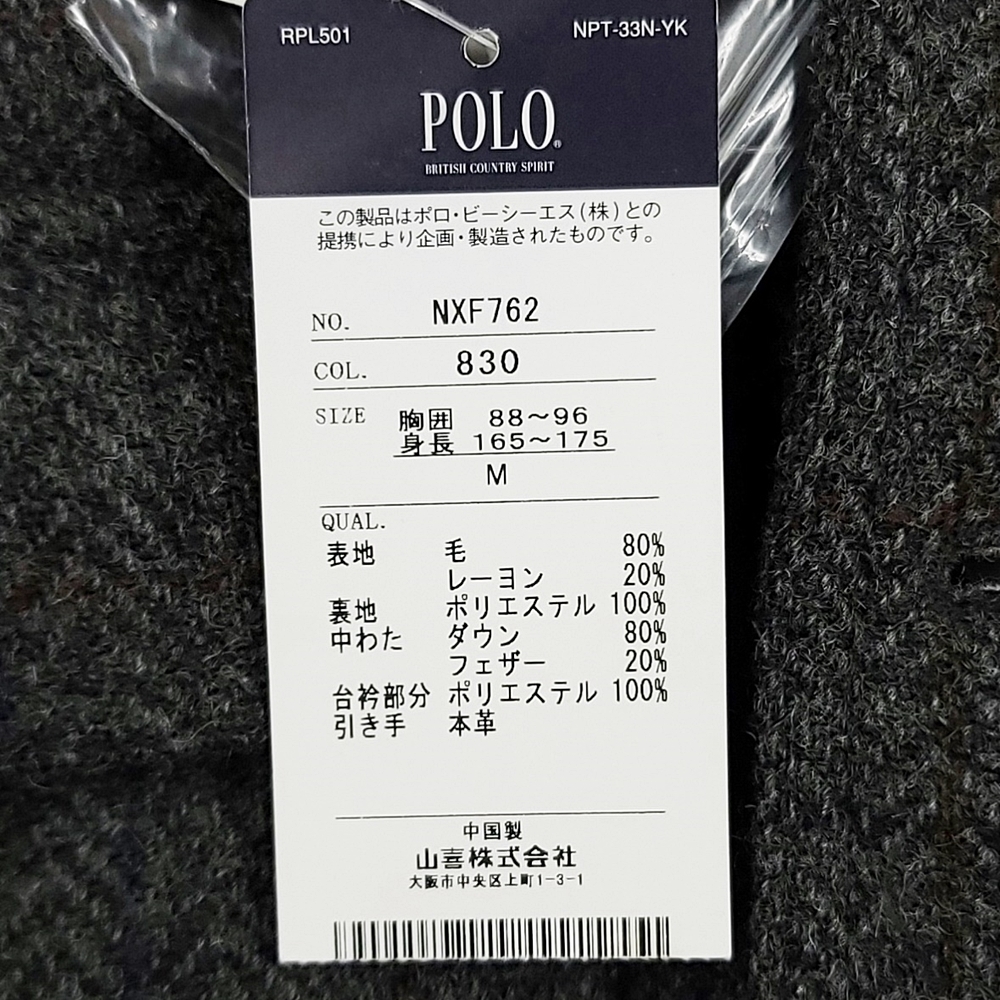 RPL501 NPT-33N-YK
POLO®
BRITISH COUNTRY SPIRIT
この製品はポロ・ビーシーエス(株)との
提携により企画・製造されたものです。
NO. NXF762
COL. 830
SIZE 胸囲 88～96
身長 165～175
M
QUAL.
表地 毛 80%
レーヨン 20%
裏地 ポリエステル 100%
中わた ダウン 80%
フェザー 20%
台衿部分 ポリエステル 100%
引き手 本革
中国製
山喜株式会社
大阪市中央区上町1-3-1